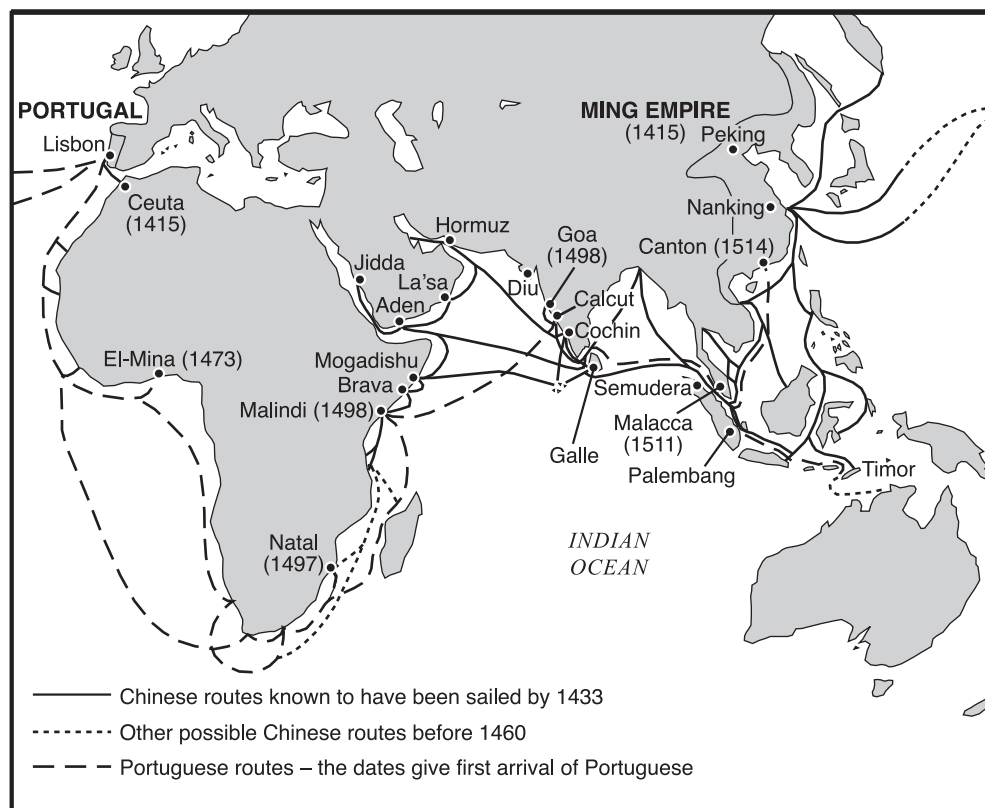 PORTUGAL
Lisbon
Ceuta
(1415)
MING EMPIRE
(1415)
Peking
Nanking
Canton (1514)
Hormuz
Goa
(1498)
Jidda
La'sa
Aden
Diu
Calcut
Cochin
El-Mina (1473)
Mogadishu
Brava
Malindi (1498)
Semudera
Malacca
(1511)
Galle
Palembang
Timor
Natal
(1497)
INDIAN
OCEAN
Chinese routes known to have been sailed by 1433
Other possible Chinese routes before 1460
Portuguese routes – the dates give first arrival of Portuguese